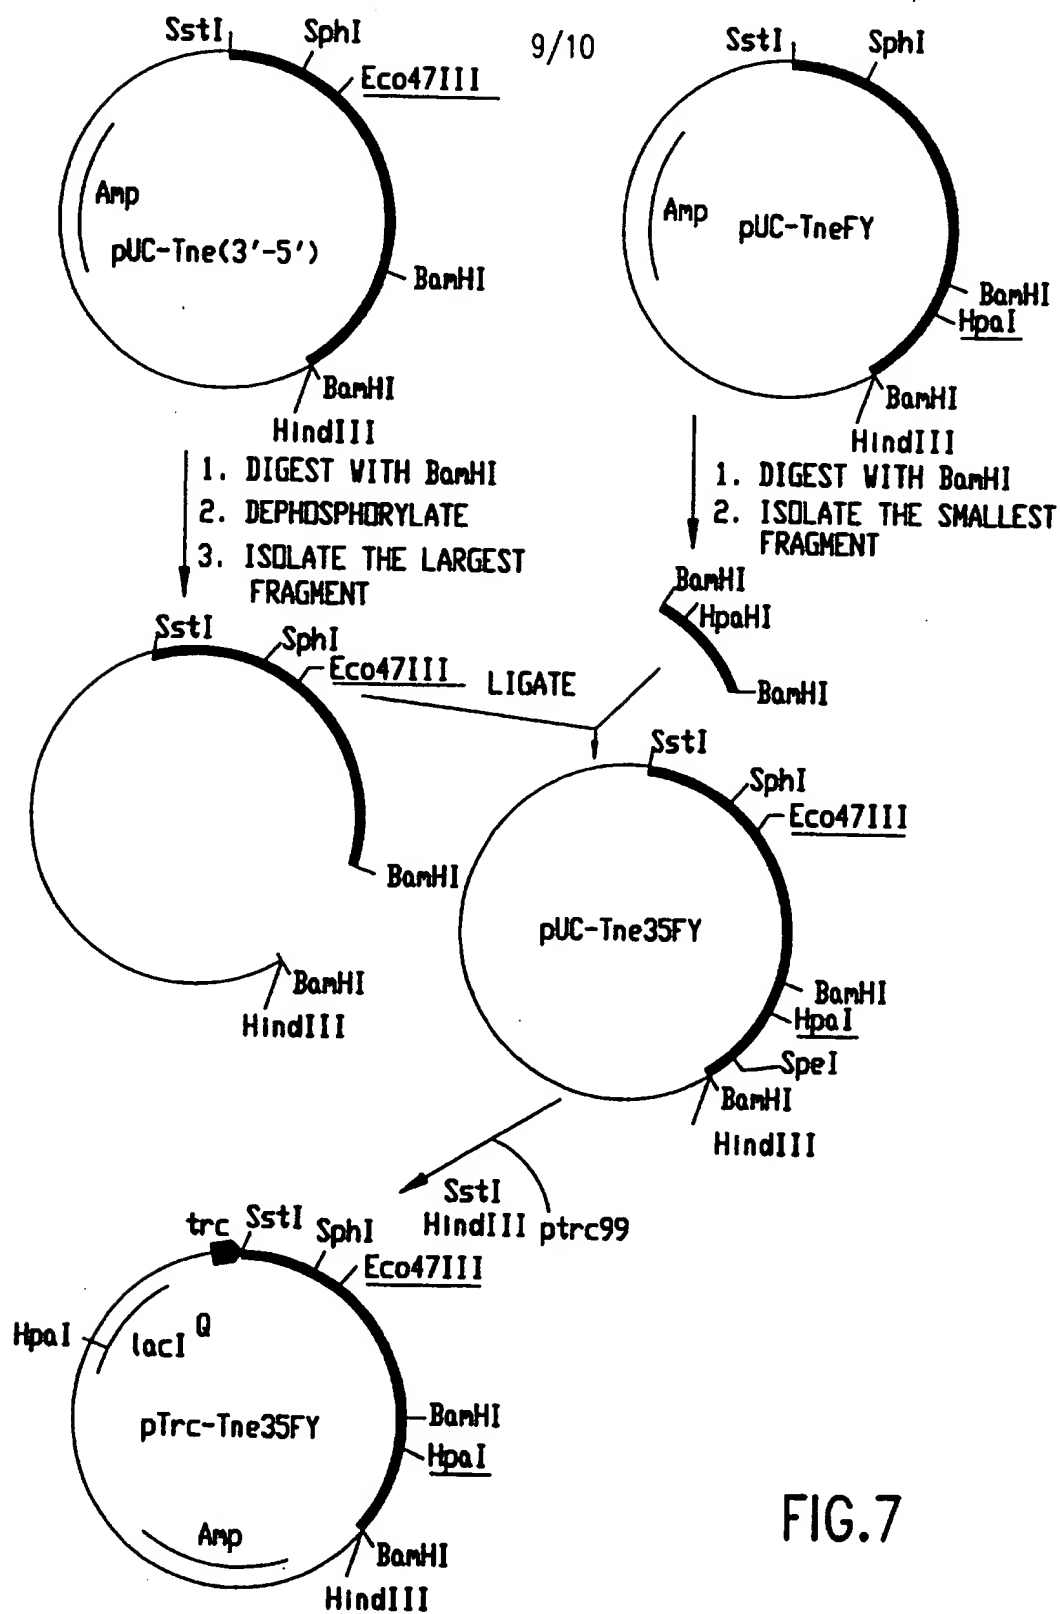 9/10
SstI
SphI
Eco47III
Amp
pUC-Tne(3'-5')
BamHI
BamHI
HindIII
SstI
SphI
Amp
pUC-TneFY
BamHI
HpaI
BamHI
HindIII
1. DIGEST WITH BamHI
2. DEPHOSPHORYLATE
3. ISOLATE THE LARGEST
FRAGMENT
1. DIGEST WITH BamHI
2. ISOLATE THE SMALLEST
FRAGMENT
SstI
SphI
Eco47III
BamHI
BamHI
HindIII
LIGATE
BamHI
HpaHI
BamHI
SstI
SphI
Eco47III
pUC-Tne35FY
BamHI
HpaI
SpeI
BamHI
HindIII
SstI
HindIII
ptrc99
trc
SstI
SphI
Eco47III
HpaI
lacI Q
pTrc-Tne35FY
BamHI
HpaI
Amp
BamHI
HindIII
FIG.7